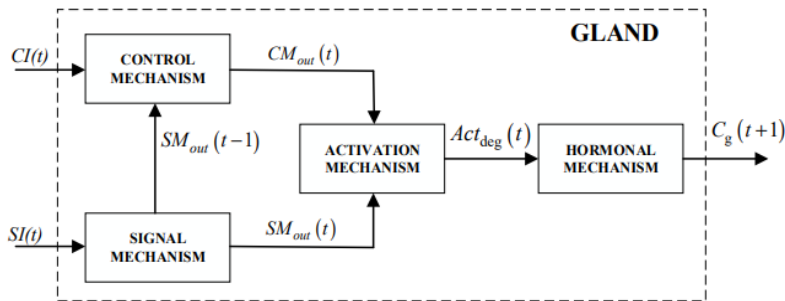 GLAND
CI(t)
CONTROL
MECHANISM
CM_out(t)
SM_out(t−1)
ACTIVATION
MECHANISM
Act_deg(t)
HORMONAL
MECHANISM
C_g(t+1)
SI(t)
SIGNAL
MECHANISM
SM_out(t)